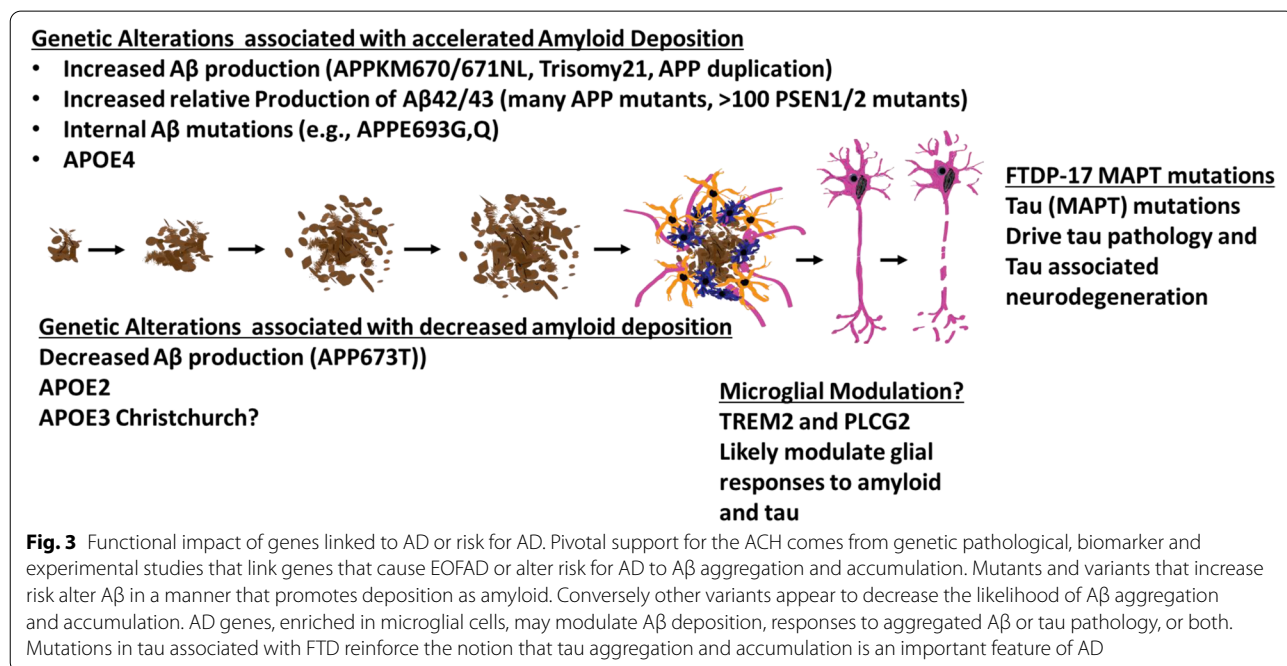 Genetic Alterations associated with accelerated Amyloid Deposition
• Increased Aβ production (APPKM670/671NL, Trisomy21, APP duplication)
• Increased relative Production of Aβ42/43 (many APP mutants, >100 PSEN1/2 mutants)
• Internal Aβ mutations (e.g., APPE693G,Q)
• APOE4
FTDP-17 MAPT mutations
Tau (MAPT) mutations
Drive tau pathology and
Tau associated
neurodegeneration
Genetic Alterations associated with decreased amyloid deposition
Decreased Aβ production (APP673T))
APOE2
APOE3 Christchurch?
Microglial Modulation?
TREM2 and PLCG2
Likely modulate glial
responses to amyloid
and tau
Fig. 3 Functional impact of genes linked to AD or risk for AD. Pivotal support for the ACH comes from genetic pathological, biomarker and
experimental studies that link genes that cause EOFAD or alter risk for AD to Aβ aggregation and accumulation. Mutants and variants that increase
risk alter Aβ in a manner that promotes deposition as amyloid. Conversely other variants appear to decrease the likelihood of Aβ aggregation
and accumulation. AD genes, enriched in microglial cells, may modulate Aβ deposition, responses to aggregated Aβ or tau pathology, or both.
Mutations in tau associated with FTD reinforce the notion that tau aggregation and accumulation is an important feature of AD